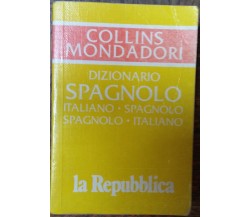 COLLINS
MONDADORI
DIZIONARIO
SPAGNOLO
ITALIANO • SPAGNOLO
SPAGNOLO • ITALIANO
la Repubblica